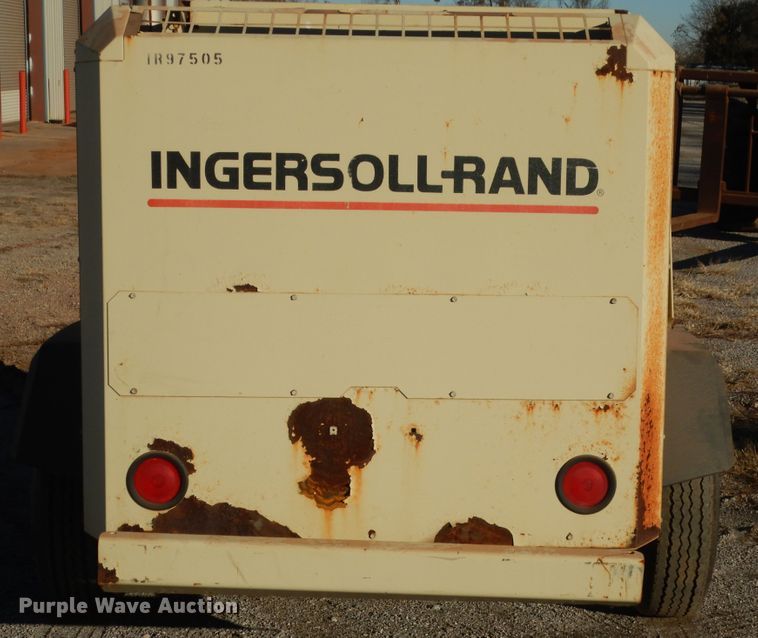 IR97505
INGERSOLL-RAND®
Purple Wave Auction